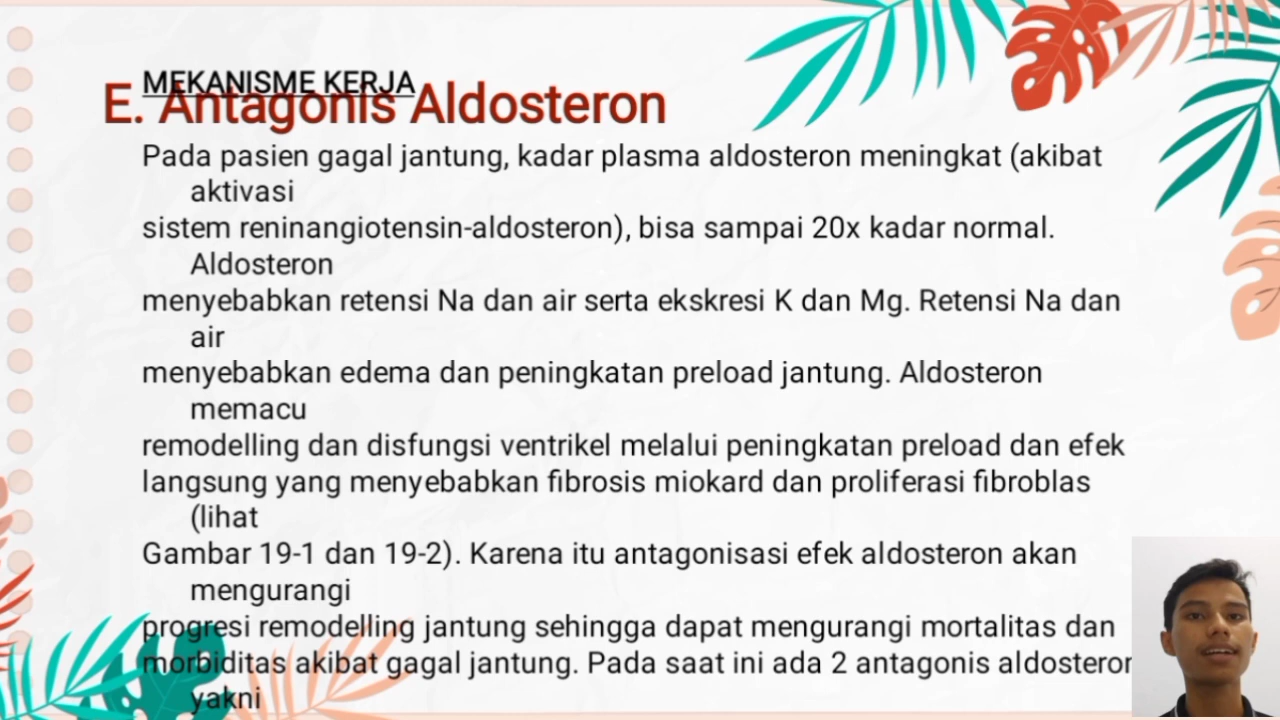 MEKANISME KERJA
E. Antagonis Aldosteron
Pada pasien gagal jantung, kadar plasma aldosteron meningkat (akibat
aktivasi
sistem reninangiotensin-aldosteron), bisa sampai 20x kadar normal.
Aldosteron
menyebabkan retensi Na dan air serta ekskresi K dan Mg. Retensi Na dan
air
menyebabkan edema dan peningkatan preload jantung. Aldosteron
memacu
remodelling dan disfungsi ventrikel melalui peningkatan preload dan efek
langsung yang menyebabkan fibrosis miokard dan proliferasi fibroblas
(lihat
Gambar 19-1 dan 19-2). Karena itu antagonisasi efek aldosteron akan
mengurangi
progresi remodelling jantung sehingga dapat mengurangi mortalitas dan
morbiditas akibat gagal jantung. Pada saat ini ada 2 antagonis aldosteron
yakni